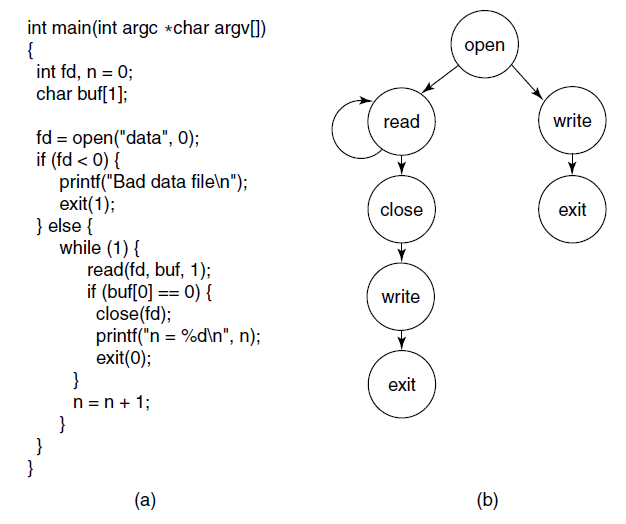 int main(int argc *char argv[])
{
int fd, n = 0;
char buf[1];
fd = open("data", 0);
if (fd < 0) {
printf("Bad data file\n");
exit(1);
} else {
while (1) {
read(fd, buf, 1);
if (buf[0] == 0) {
close(fd);
printf("n = %d\n", n);
exit(0);
}
n = n + 1;
}
}
}
(a)
open
read
write
close
exit
write
exit
(b)